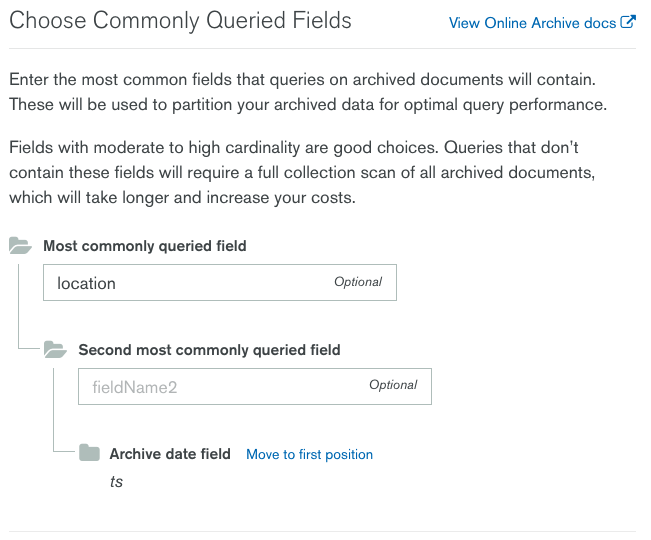 Choose Commonly Queried Fields
View Online Archive docs
Enter the most common fields that queries on archived documents will contain.
These will be used to partition your archived data for optimal query performance.
Fields with moderate to high cardinality are good choices. Queries that don't
contain these fields will require a full collection scan of all archived documents,
which will take longer and increase your costs.
Most commonly queried field
location Optional
Second most commonly queried field
fieldName2 Optional
Archive date field Move to first position
ts